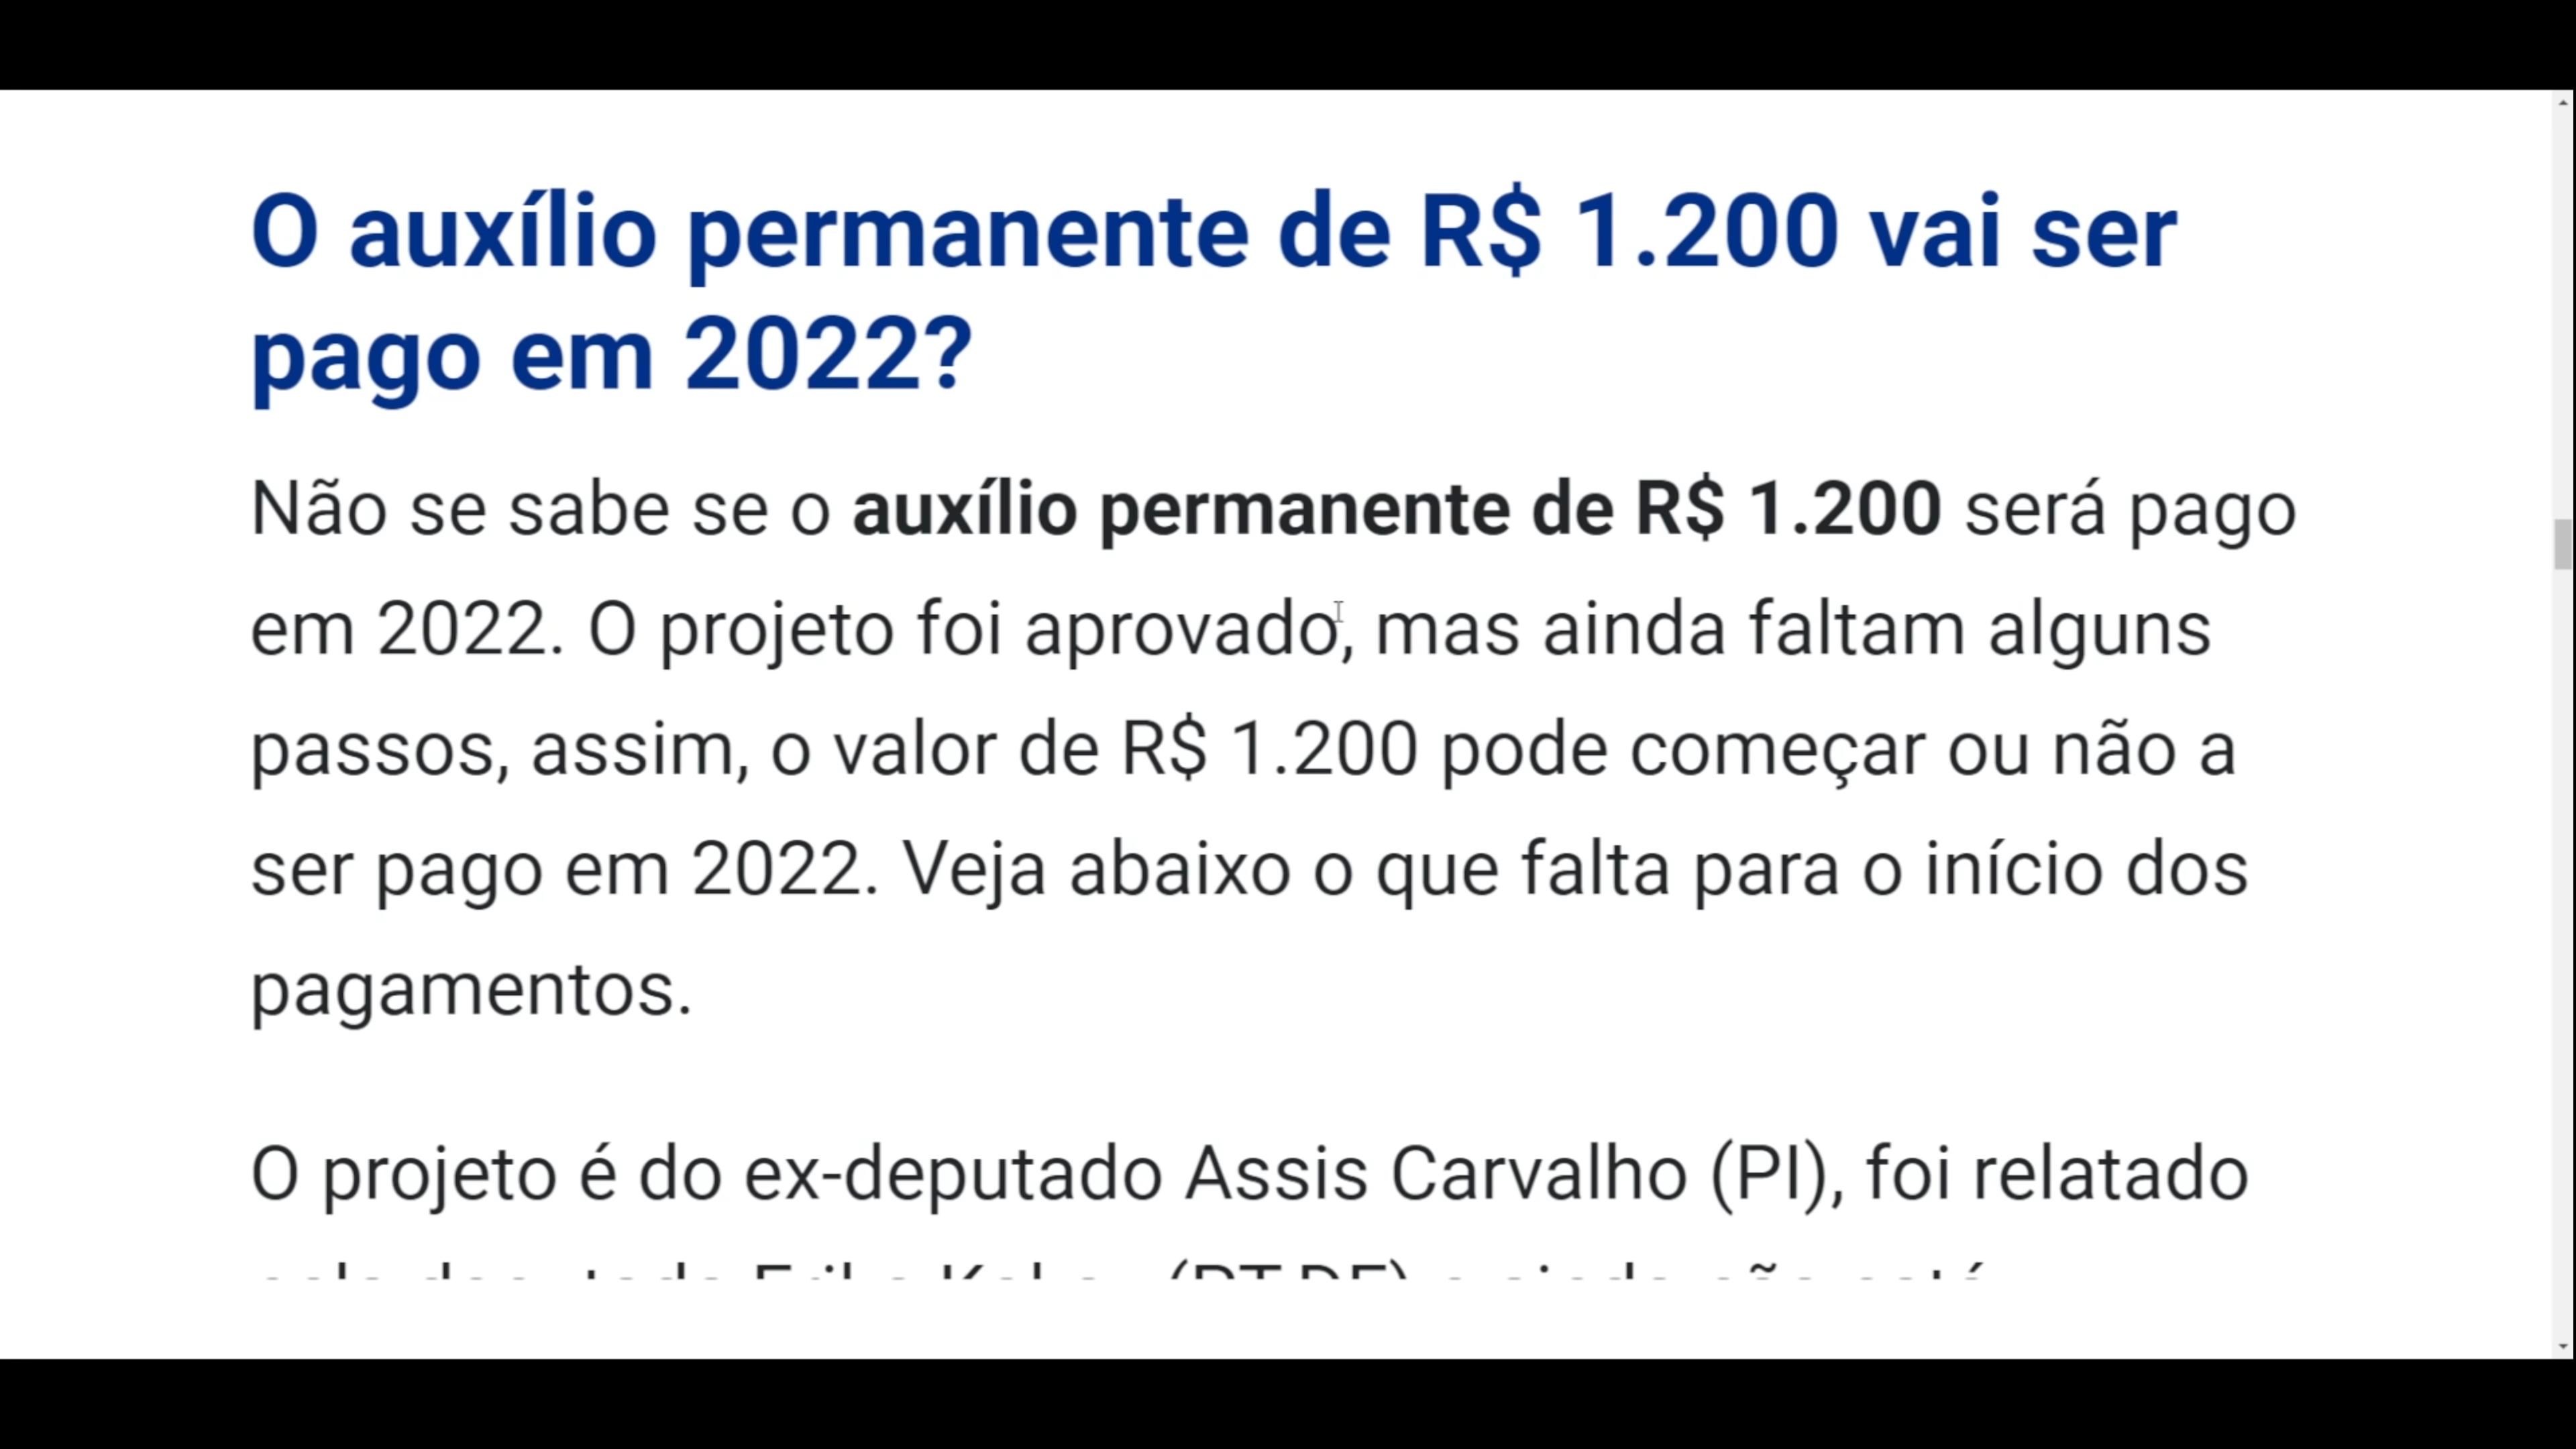 O auxílio permanente de R$ 1.200 vai ser
pago em 2022?
Não se sabe se o auxílio permanente de R$ 1.200 será pago
em 2022. O projeto foi aprovado, mas ainda faltam alguns
passos, assim, o valor de R$ 1.200 pode começar ou não a
ser pago em 2022. Veja abaixo o que falta para o início dos
pagamentos.
O projeto é do ex-deputado Assis Carvalho (PI), foi relatado